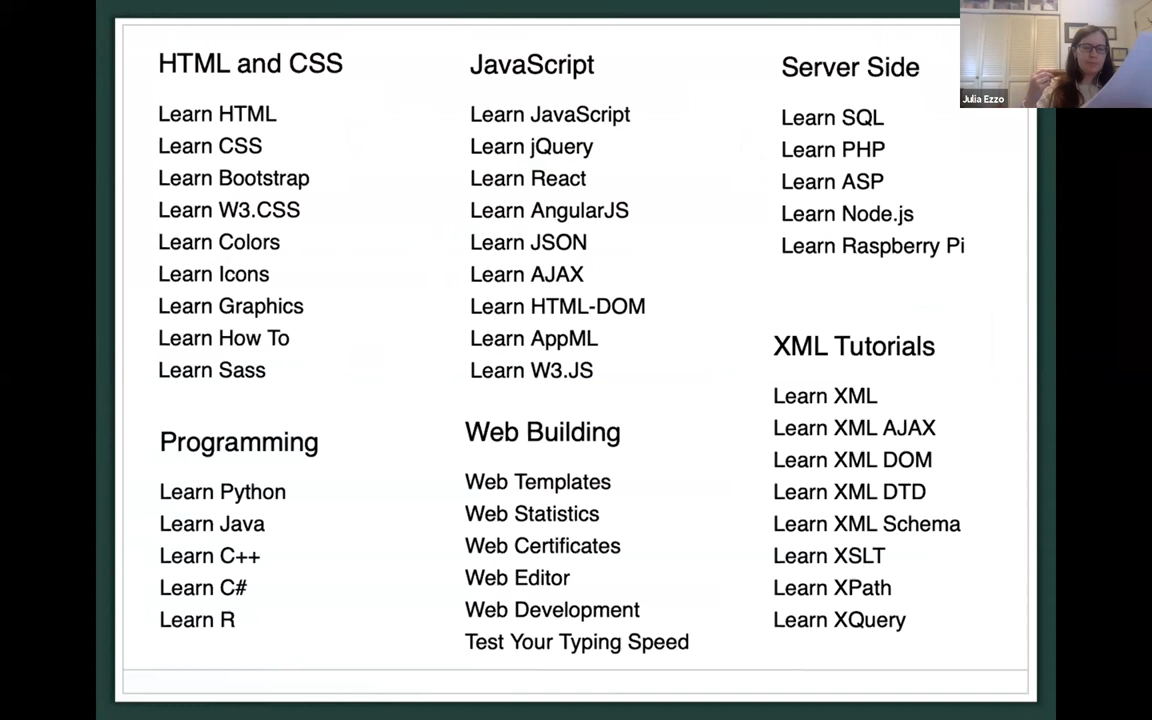 HTML and CSS
Learn HTML
Learn CSS
Learn Bootstrap
Learn W3.CSS
Learn Colors
Learn Icons
Learn Graphics
Learn How To
Learn Sass
JavaScript
Learn JavaScript
Learn jQuery
Learn React
Learn AngularJS
Learn JSON
Learn AJAX
Learn HTML-DOM
Learn AppML
Learn W3.JS
Server Side
Learn SQL
Learn PHP
Learn ASP
Learn Node.js
Learn Raspberry Pi
Programming
Learn Python
Learn Java
Learn C++
Learn C#
Learn R
Web Building
Web Templates
Web Statistics
Web Certificates
Web Editor
Web Development
Test Your Typing Speed
XML Tutorials
Learn XML
Learn XML AJAX
Learn XML DOM
Learn XML DTD
Learn XML Schema
Learn XSLT
Learn XPath
Learn XQuery
Julia Ezzo